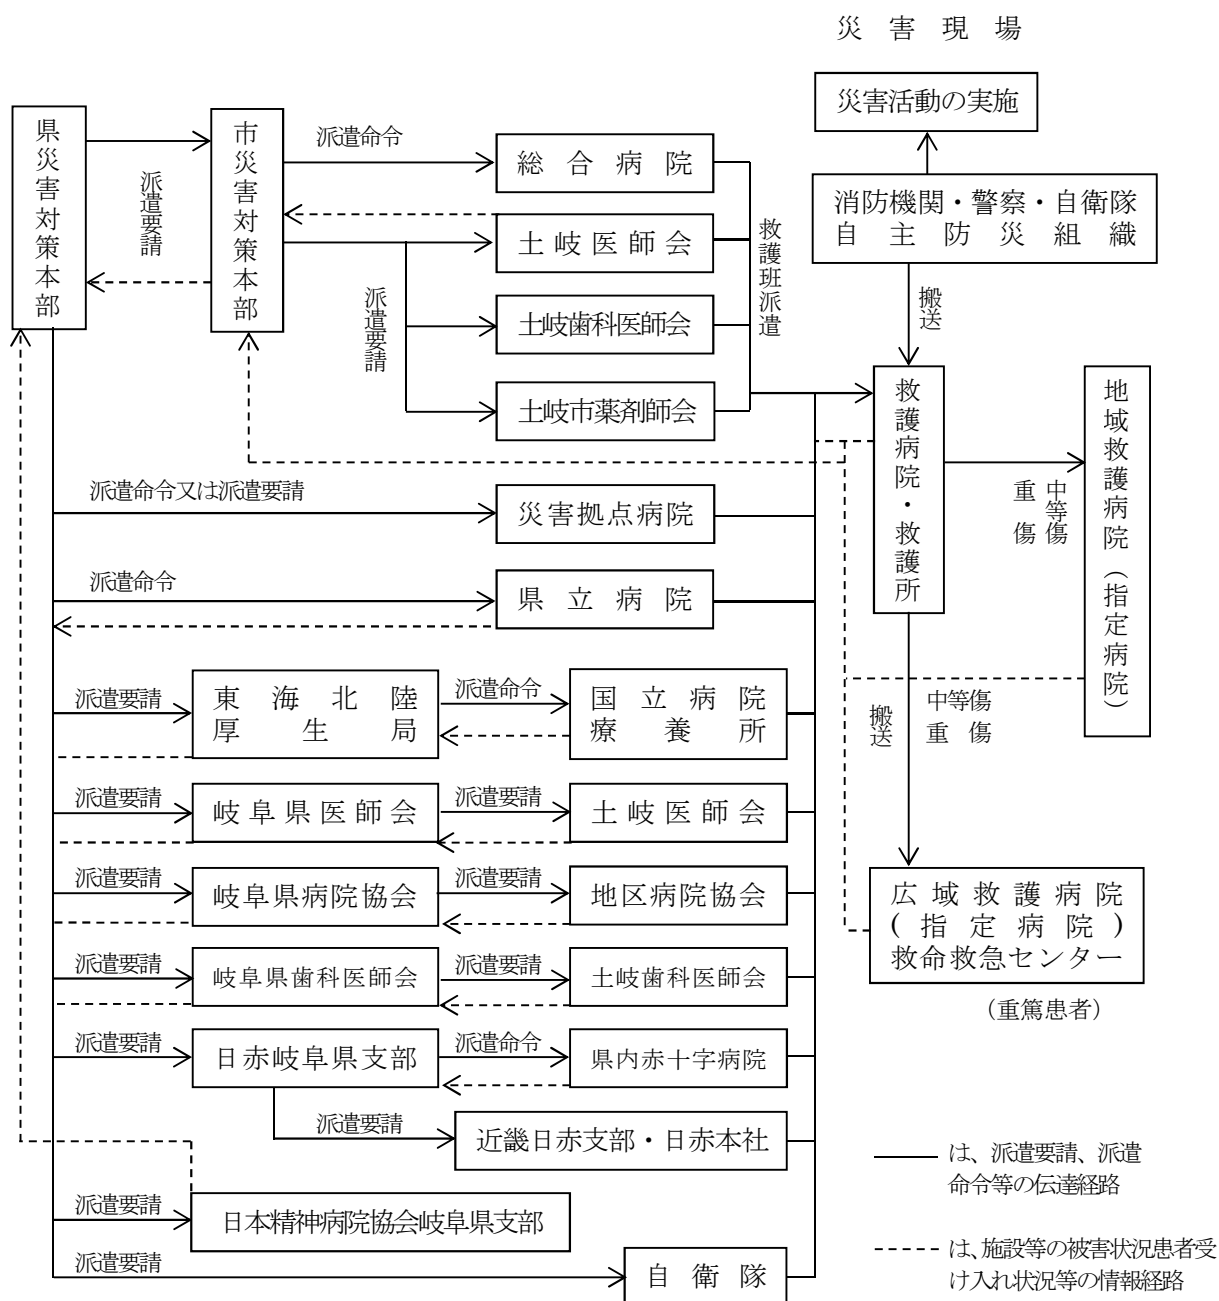 災害現場
災害活動の実施
県災害対策本部
市災害対策本部
派遣要請
派遣命令
総合病院
土岐医師会
派遣要請
土岐歯科医師会
土岐市薬剤師会
救護班派遣
消防機関・警察・自衛隊
自主防災組織
搬送
救護病院・救護所
地域救護病院（指定病院）
中等傷
重傷
派遣命令又は派遣要請
災害拠点病院
派遣命令
県立病院
派遣要請
東海北陸
厚生局
派遣命令
国立病院
療養所
搬送
中等傷
重傷
派遣要請
岐阜県医師会
派遣要請
土岐医師会
派遣要請
岐阜県病院協会
派遣要請
地区病院協会
広域救護病院
(指定病院)
救命救急センター
（重篤患者）
派遣要請
岐阜県歯科医師会
派遣要請
土岐歯科医師会
派遣要請
日赤岐阜県支部
派遣命令
県内赤十字病院
派遣要請
近畿日赤支部・日赤本社
派遣要請
日本精神病院協会岐阜県支部
派遣要請
自衛隊
は、派遣要請、派遣
命令等の伝達経路
は、施設等の被害状況患者受
け入れ状況等の情報経路